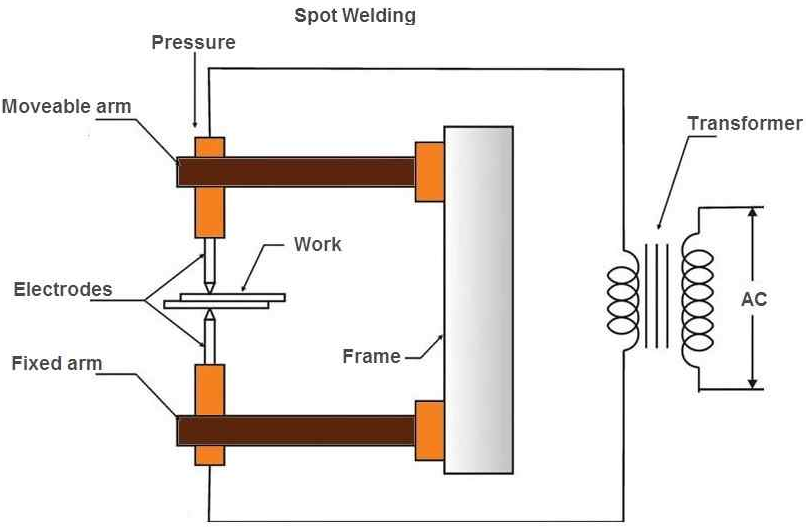 Spot Welding
Pressure
Moveable arm
Transformer
Work
Electrodes
AC
Frame
Fixed arm